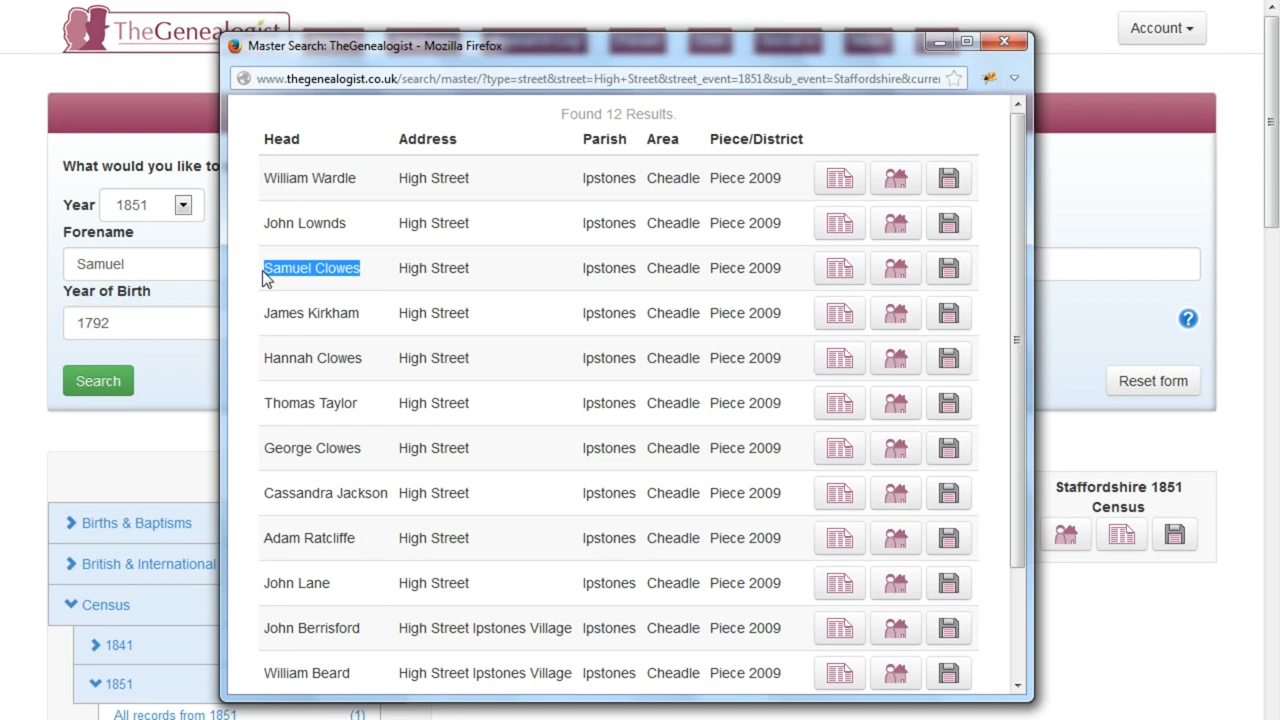 TheGenealogist
Account
Master Search: TheGenealogist - Mozilla Firefox
www.thegenealogist.co.uk/search/master/?type=street&street=High+Street&street_event=1851&sub_event=Staffordshire&currer
What would you like to
Year 1851
Forename
Samuel
Year of Birth
1792
Search
?
Reset form
Found 12 Results.
Head Address Parish Area Piece/District
William Wardle High Street Ipstones Cheadle Piece 2009
John Lownds High Street Ipstones Cheadle Piece 2009
Samuel Clowes High Street Ipstones Cheadle Piece 2009
James Kirkham High Street Ipstones Cheadle Piece 2009
Hannah Clowes High Street Ipstones Cheadle Piece 2009
Thomas Taylor High Street Ipstones Cheadle Piece 2009
George Clowes High Street Ipstones Cheadle Piece 2009
Cassandra Jackson High Street Ipstones Cheadle Piece 2009
Adam Ratcliffe High Street Ipstones Cheadle Piece 2009
John Lane High Street Ipstones Cheadle Piece 2009
John Berrisford High Street Ipstones Village Ipstones Cheadle Piece 2009
William Beard High Street Ipstones Village Ipstones Cheadle Piece 2009
Births & Baptisms
British & International
Census
1841
1851
All records from 1851 (1)
Staffordshire 1851
Census